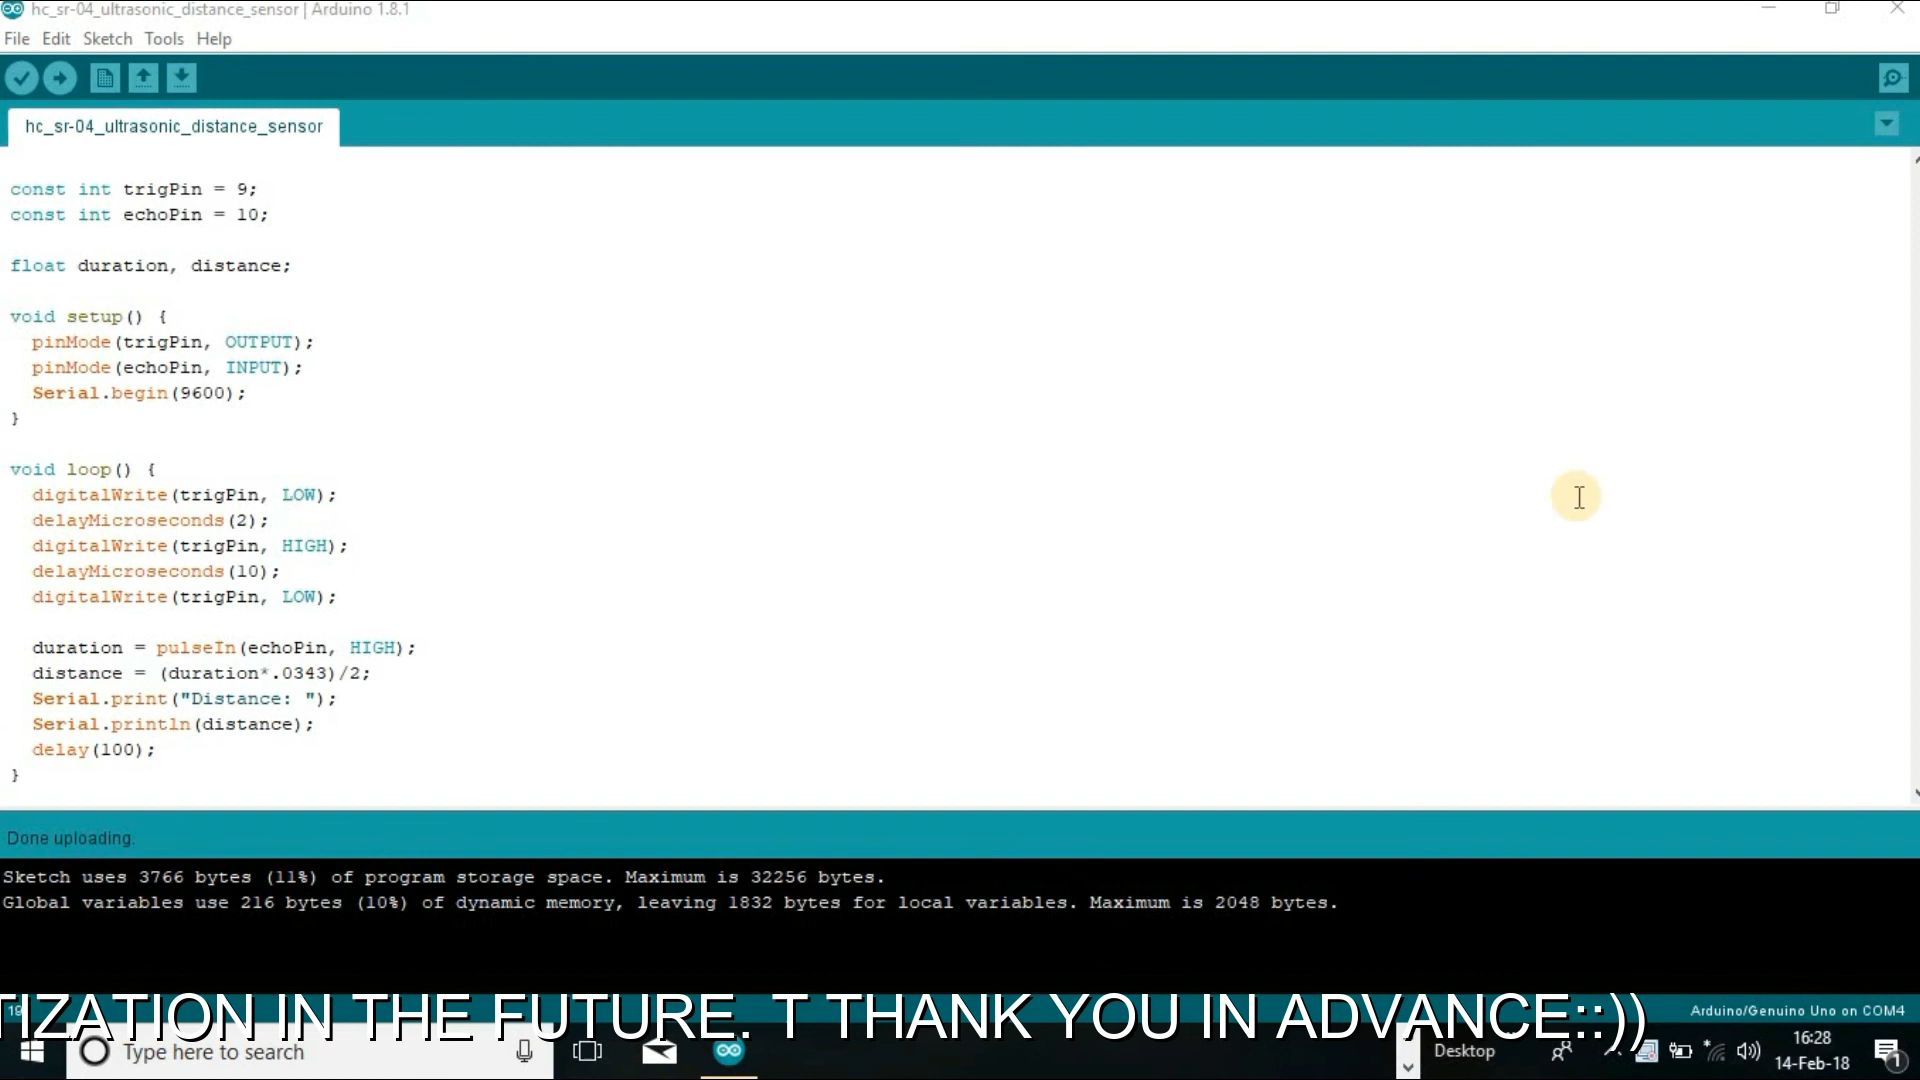 hc_sr-04_ultrasonic_distance_sensor | Arduino 1.8.1
File Edit Sketch Tools Help
hc_sr-04_ultrasonic_distance_sensor
const int trigPin = 9;
const int echoPin = 10;
float duration, distance;
void setup() {
pinMode(trigPin, OUTPUT);
pinMode(echoPin, INPUT);
Serial.begin(9600);
}
void loop() {
digitalWrite(trigPin, LOW);
delayMicroseconds(2);
digitalWrite(trigPin, HIGH);
delayMicroseconds(10);
digitalWrite(trigPin, LOW);
duration = pulseIn(echoPin, HIGH);
distance = (duration*.0343)/2;
Serial.print("Distance: ");
Serial.println(distance);
delay(100);
}
Done uploading.
Sketch uses 3766 bytes (11%) of program storage space. Maximum is 32256 bytes.
Global variables use 216 bytes (10%) of dynamic memory, leaving 1832 bytes for local variables. Maximum is 2048 bytes.
TIZATION IN THE FUTURE. T THANK YOU IN ADVANCE::))
Arduino/Genuino Uno on COM4
Type here to search
Desktop
16:28
14-Feb-18
1